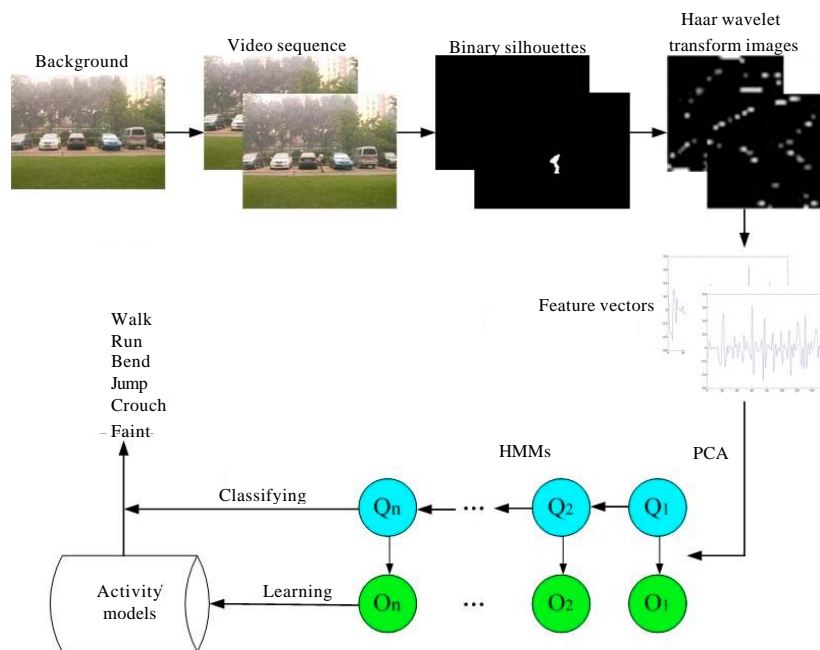 Background
Video sequence
Binary silhouettes
Haar wavelet
transform images
Feature vectors
Walk
Run
Bend
Jump
Crouch
Faint
HMMs
PCA
Classifying
Qn
...
Q2
Q1
Activity
models
Learning
On
...
O2
O1